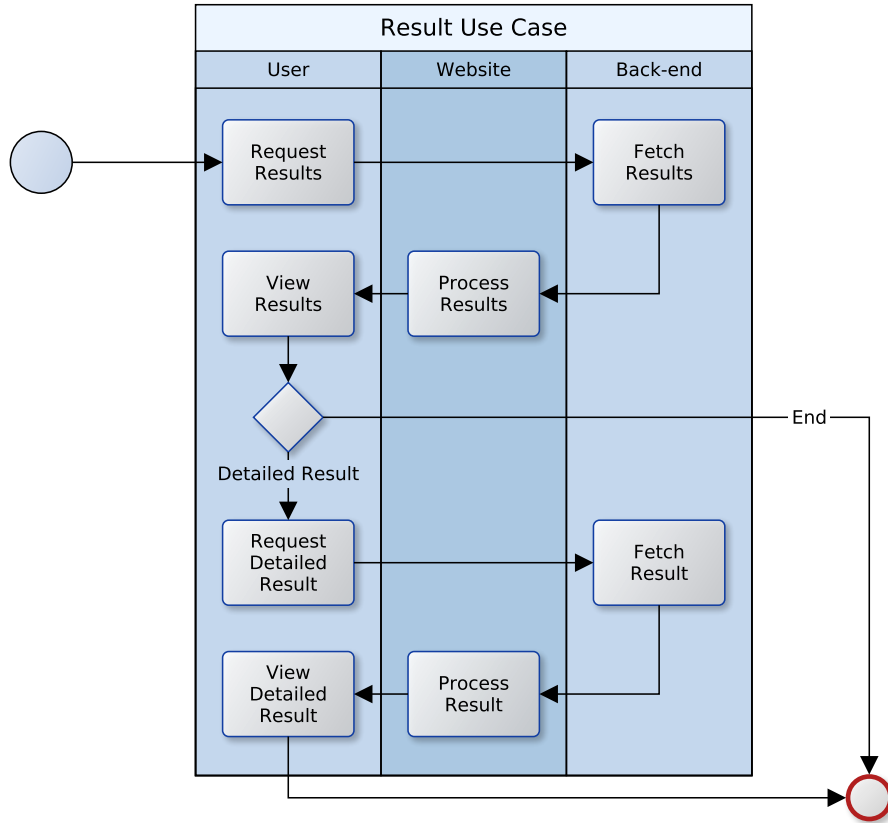 Result Use Case
User
Website
Back-end
Request
Results
Fetch
Results
View
Results
Process
Results
End
Detailed Result
Request
Detailed
Result
Fetch
Result
View
Detailed
Result
Process
Result